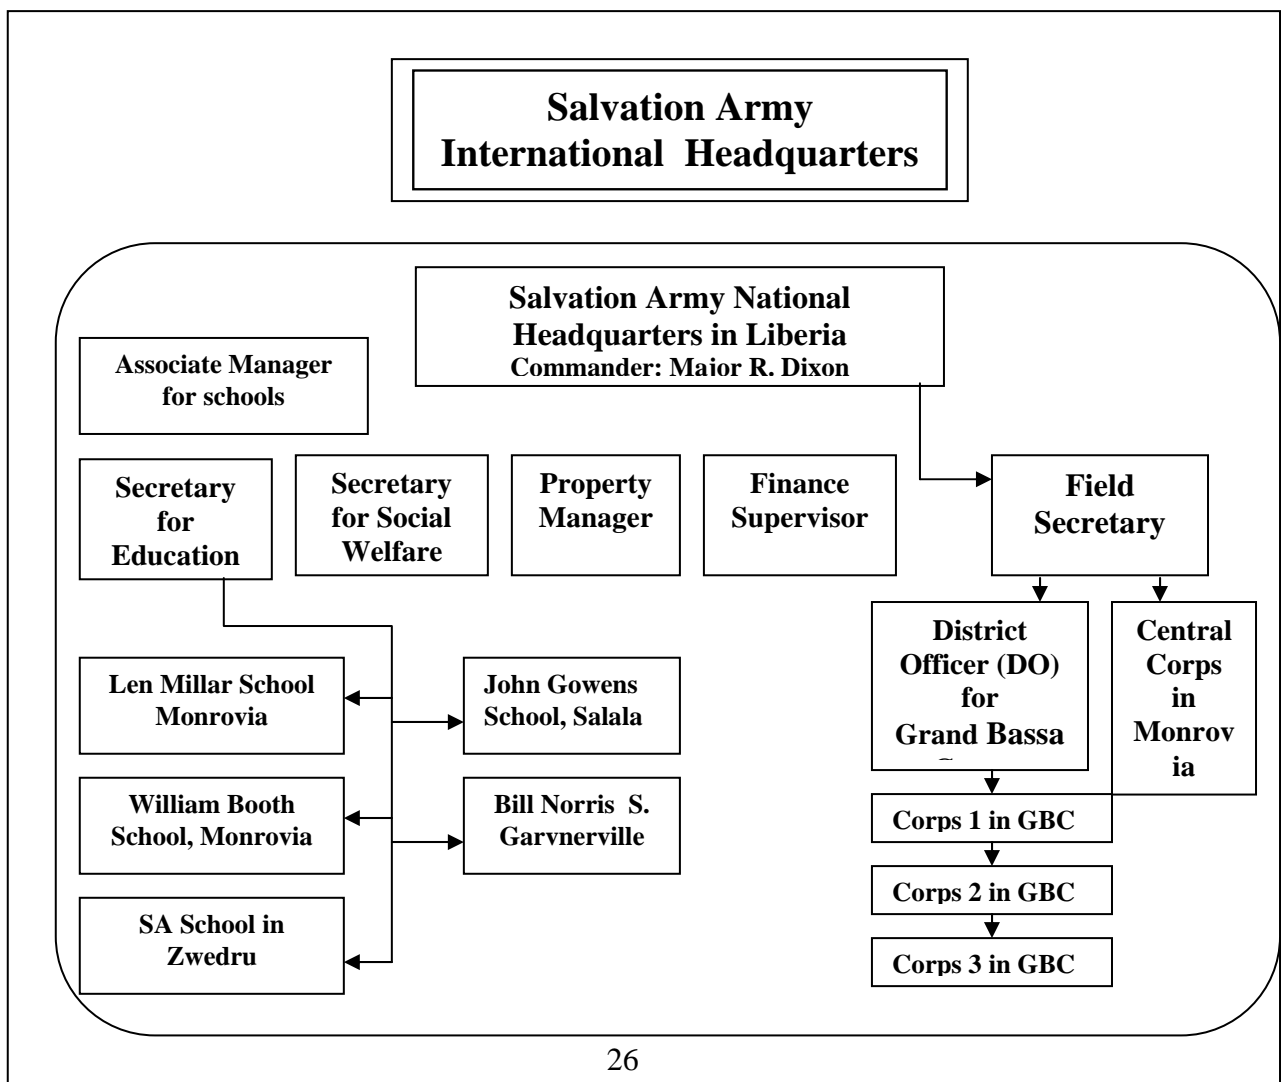 Salvation Army
International Headquarters
Salvation Army National
Headquarters in Liberia
Commander: Major R. Dixon
Associate Manager
for schools
Secretary
for
Education
Secretary
for Social
Welfare
Property
Manager
Finance
Supervisor
Field
Secretary
District
Officer (DO)
for
Grand Bassa
Central
Corps
in
Monrov
ia
Len Millar School
Monrovia
John Gowens
School, Salala
William Booth
School, Monrovia
Bill Norris S.
Garynerville
SA School in
Zwedru
Corps 1 in GBC
Corps 2 in GBC
Corps 3 in GBC
26